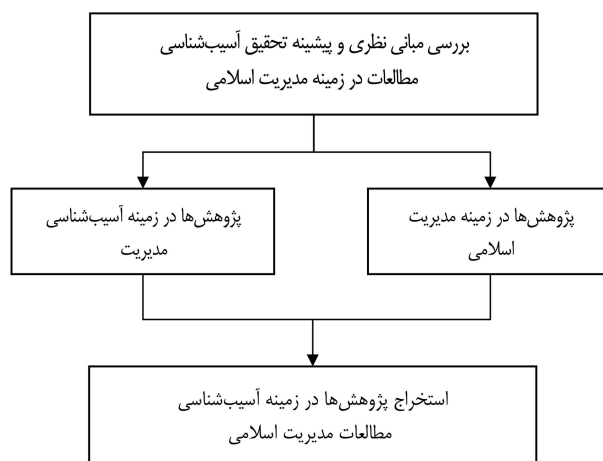 بررسی مبانی نظری و پیشینه تحقیق آسیب‌شناسی
مطالعات در زمینه مدیریت اسلامی
پژوهش‌ها در زمینه مدیریت
اسلامی
پژوهش‌ها در زمینه آسیب‌شناسی
مدیریت
استخراج پژوهش‌ها در زمینه آسیب‌شناسی
مطالعات مدیریت اسلامی